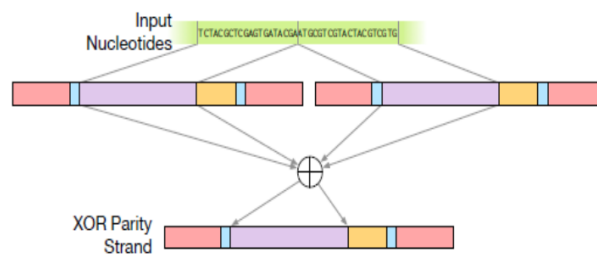 Input
Nucleotides
TCTACGCTCGAGTGATACGAATGCGTCGTACTACGTCGTG
XOR Parity
Strand